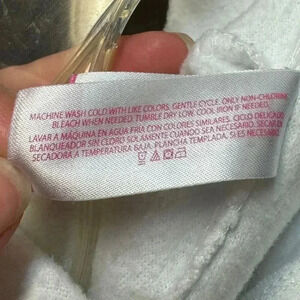 MACHINE WASH COLD WITH LIKE COLORS, GENTLE CYCLE. ONLY NON-CHLORINE
BLEACH WHEN NEEDED. TUMBLE DRY LOW. COOL IRON IF NEEDED.
LAVAR A MÁQUINA EN AGUA FRIA CON COLORES SIMILARES. CICLO DELICADO
BLANQUEADOR SIN CLORO SOLAMENTE CUANDO SEA NECESARIO. SECAR EN
SECADORA A TEMPERATURA BAJA. PLANCHA TEMPLADA, SI ES NECESARIO.